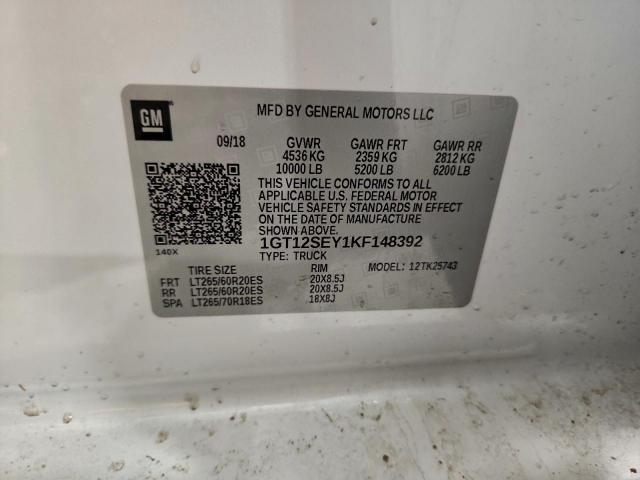 GM
MFD BY GENERAL MOTORS LLC
09/18 GVWR GAWR FRT GAWR RR
4536 KG 2359 KG 2812 KG
10000 LB 5200 LB 6200 LB
THIS VEHICLE CONFORMS TO ALL
APPLICABLE U.S. FEDERAL MOTOR
VEHICLE SAFETY STANDARDS IN EFFECT
ON THE DATE OF MANUFACTURE
SHOWN ABOVE.
140X
1GT12SEY1KF148392
TYPE: TRUCK MODEL: 12TK25743
TIRE SIZE RIM
FRT LT265/60R20ES 20X8.5J
RR LT265/60R20ES 20X8.5J
SPA LT265/70R18ES 18X8J